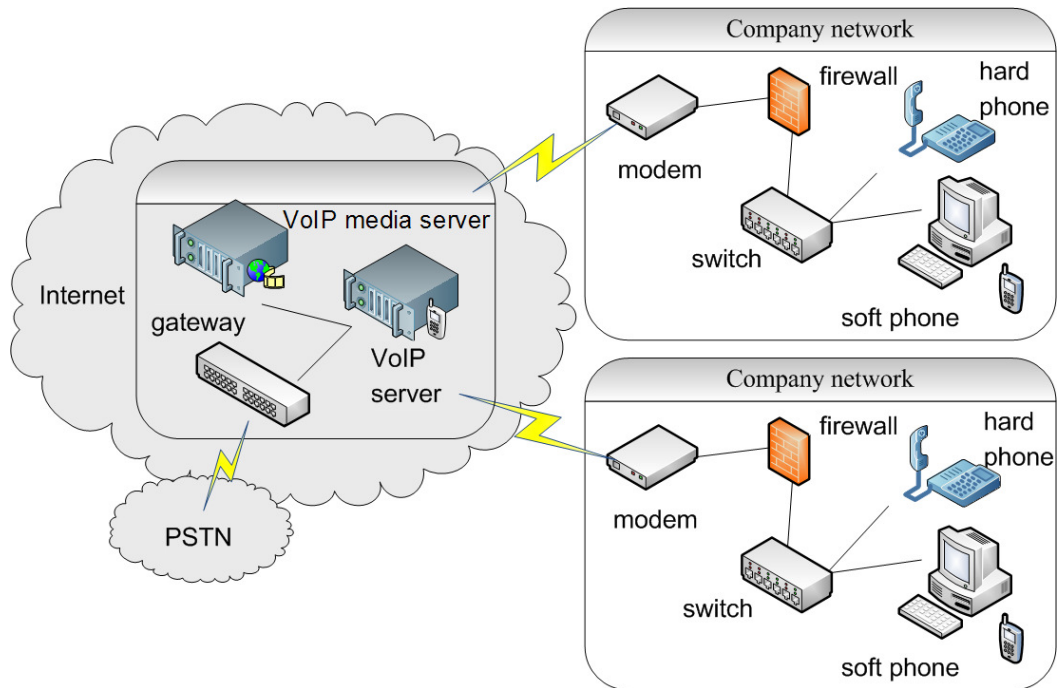 Internet
VoIP media server
gateway
VoIP
server
PSTN
Company network
modem
firewall
hard
phone
switch
soft phone
Company network
modem
firewall
hard
phone
switch
soft phone